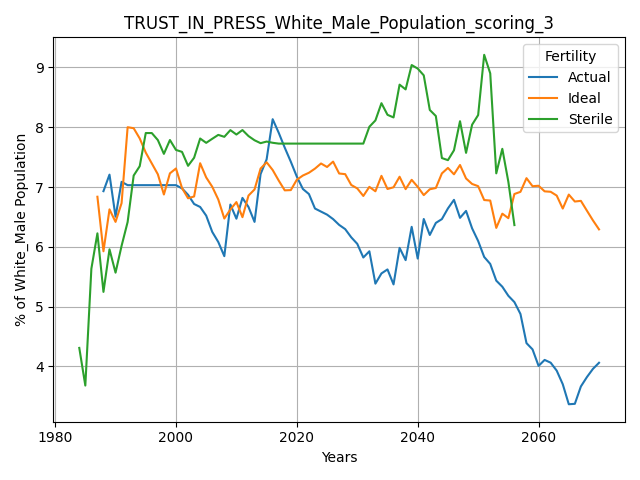 TRUST_IN_PRESS_White_Male_Population_scoring_3
% of White_Male Population
9
8
7
6
5
4
1980 2000 2020 2040 2060
Years
Fertility
Actual
Ideal
Sterile